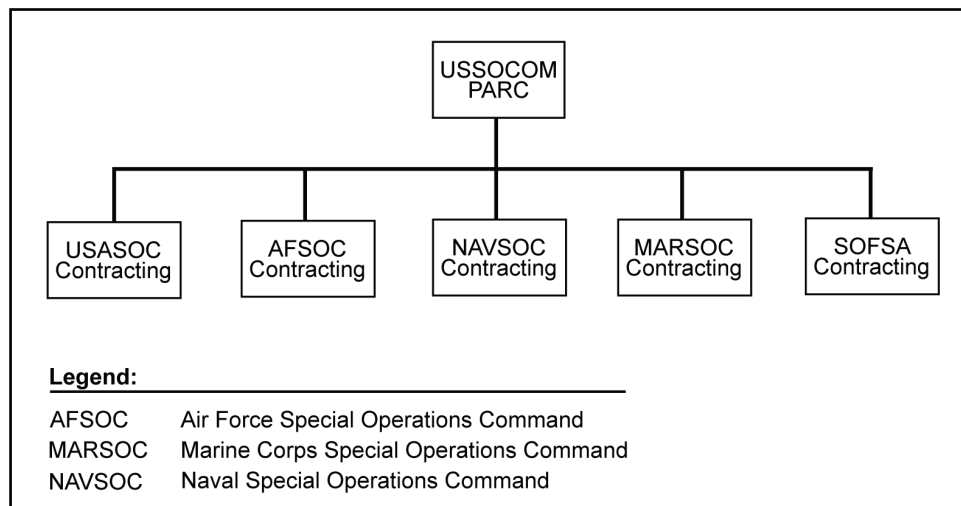 USSOCOM
PARC
USASOC
Contracting
AFSOC
Contracting
NAVSOC
Contracting
MARSOC
Contracting
SOFSA
Contracting
Legend:
AFSOC Air Force Special Operations Command
MARSOC Marine Corps Special Operations Command
NAVSOC Naval Special Operations Command